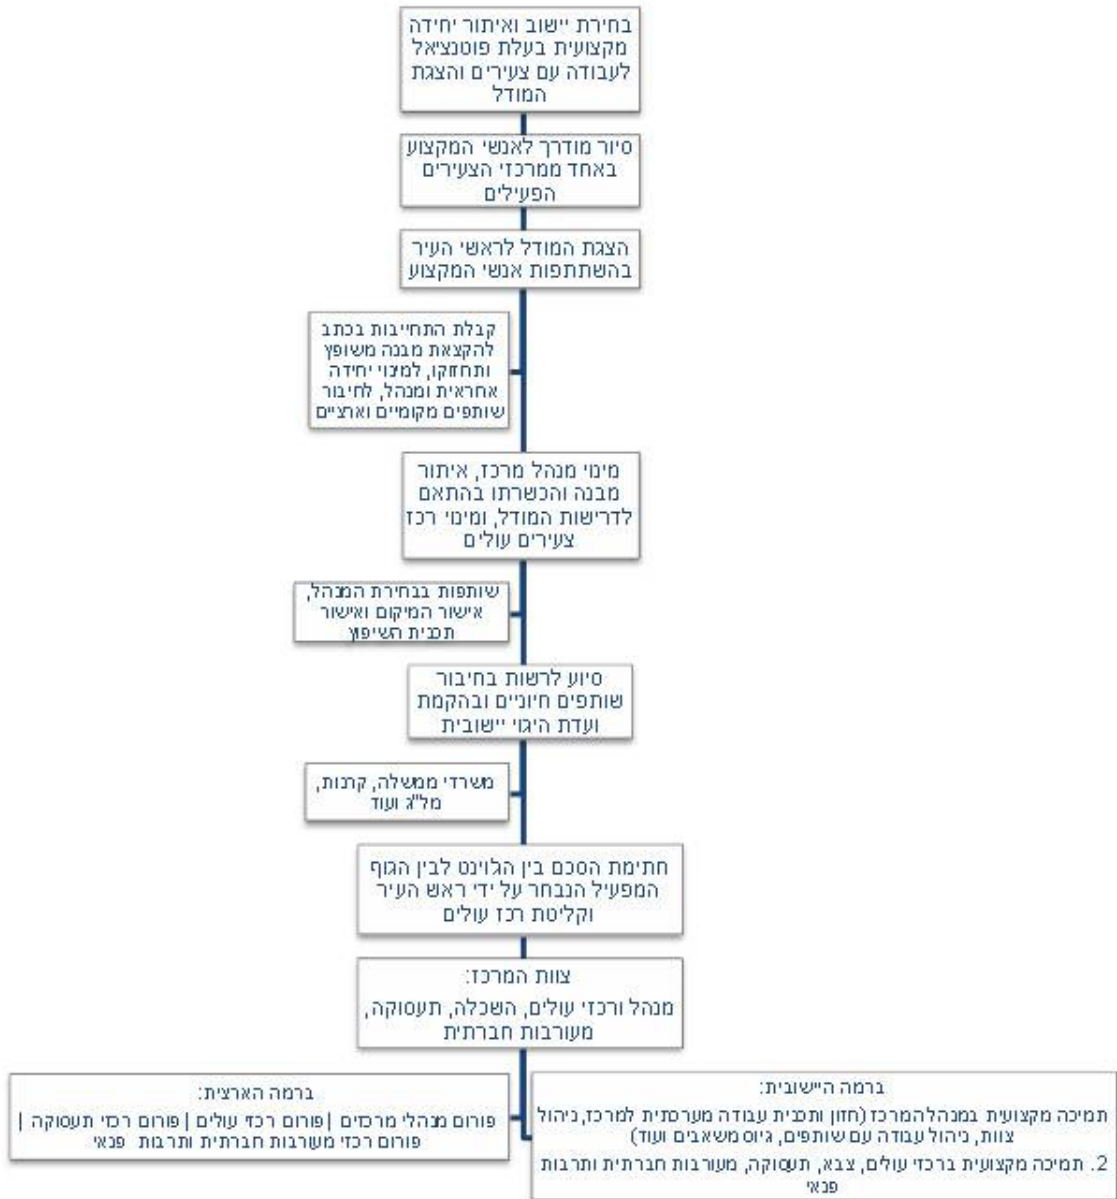 בחירת יישוב ואיתור יחידה
מקצועית בעלת פוטנציאל
לעבודה עם צעירים והצגת
המודל
סיור מודרך לאנשי המקצוע
באחד ממרכזי הצעירים
הפעילים
הצגת המודל לראשי העיר
בהשתתפות אנשי המקצוע
קבלת התחייבות בכתב
להקצאת מבנה משופץ
ותחזוקו, למינוי יחידה
אחראית ומנהל, לחיבור
שותפים מקומיים וארציים
מינוי מנהל מרכז, איתור
מבנה והכשרתו בהתאם
לדרישות המודל, ומינוי רכז
צעירים עולים
שותפות בבחירת המנהל,
אישור המיקום ואישור
תכנית השיפוץ
סיוע לרשות בחיבור
שותפים חיוניים ובהקמת
ועדת היגוי יישובית
משרדי ממשלה, קרנות,
מל"ג ועוד
חתימת הסכם בין הג'וינט לבין הגוף
המפעיל הנבחר על ידי ראש העיר
וקליטת רכז עולים
צוות המרכז:
מנהל ורכזי עולים, השכלה, תעסוקה,
מעורבות חברתית
ברמה היישובית:
תמיכה מקצועית במנהל המרכז (חזון ותכנית עבודה מערכתית למרכז, ניהול
צוות, ניהול עבודה עם שותפים, גיוס משאבים ועוד)
2. תמיכה מקצועית ברכזי עולים, צבא, תעסוקה, מעורבות חברתית ותרבות
פנאי
ברמה הארצית:
פורום מנהלי מרכזים | פורום רכזי עולים | פורום רכזי תעסוקה |
פורום רכזי מעורבות חברתית ותרבות פנאי